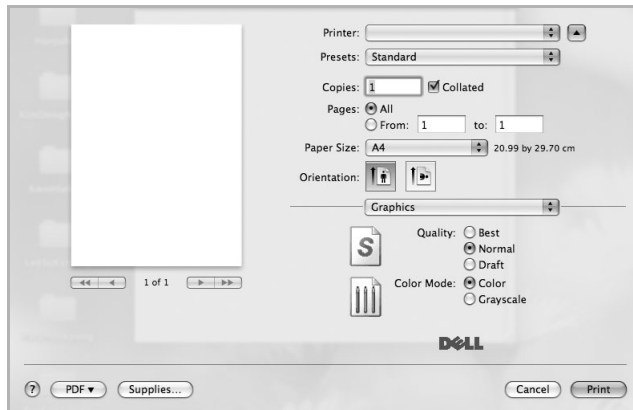 Printer:
Presets: Standard
Copies: 1 Collated
Pages: All
From: 1 to: 1
Paper Size: A4 20.99 by 29.70 cm
Orientation:
Graphics
Quality: Best
Normal
Draft
Color Mode: Color
Grayscale
S
1 of 1
DELL
? PDF Supplies... Cancel Print